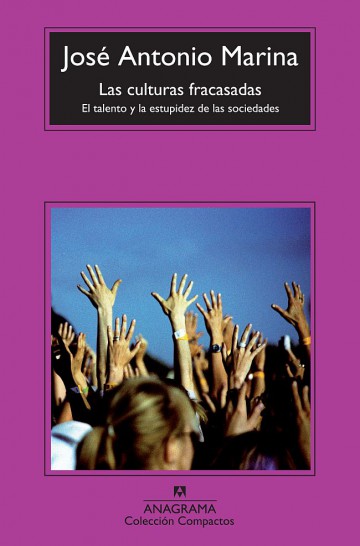 José Antonio Marina
Las culturas fracasadas
El talento y la estupidez de las sociedades
ANAGRAMA
Colección Compactos